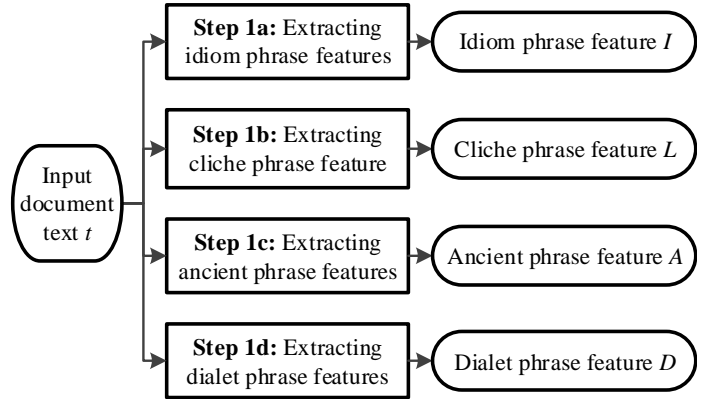 Input
document
text t
Step 1a: Extracting
idiom phrase features
Idiom phrase feature I
Step 1b: Extracting
cliche phrase feature
Cliche phrase feature L
Step 1c: Extracting
ancient phrase features
Ancient phrase feature A
Step 1d: Extracting
dialet phrase features
Dialet phrase feature D